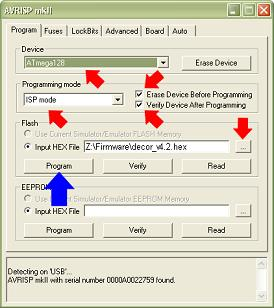 AVRISP mkII
Program Fuses LockBits Advanced Board Auto
Device
ATmega128 Erase Device
Programming mode
ISP mode
Erase Device Before Programming
Verify Device After Programming
Flash
Use Current Simulator/Emulator FLASH Memory
Input HEX File Z:\Firmware\decor_v4.2.hex ...
Program Verify Read
EEPROM
Use Current Simulator/Emulator EEPROM Memory
Input HEX File ...
Program Verify Read
Detecting on 'USB'...
AVRISP mkII with serial number 0000A0022759 found.